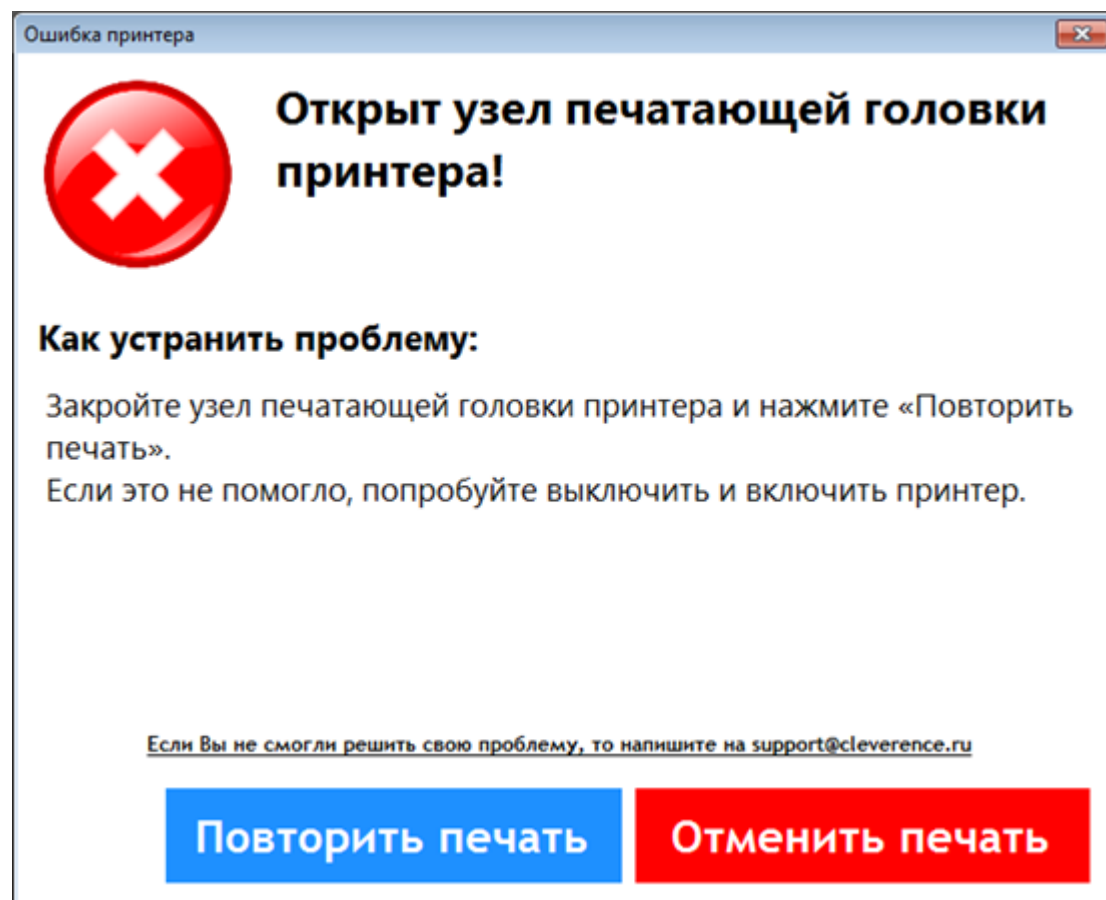 Ошибка принтера
Открыт узел печатающей головки
принтера!
Как устранить проблему:
Закройте узел печатающей головки принтера и нажмите «Повторить
печать».
Если это не помогло, попробуйте выключить и включить принтер.
Если Вы не смогли решить свою проблему, то напишите на support@cleverence.ru
Повторить печать
Отменить печать